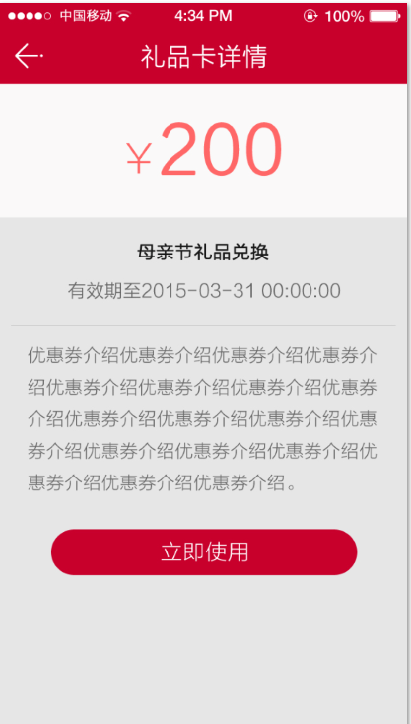 中国移动 4:34 PM 100%
礼品卡详情
¥200
母亲节礼品兑换
有效期至2015-03-31 00:00:00
优惠券介绍优惠券介绍优惠券介绍优惠券介
绍优惠券介绍优惠券介绍优惠券介绍优惠券
介绍优惠券介绍优惠券介绍优惠券介绍优惠
券介绍优惠券介绍优惠券介绍优惠券介绍优
惠券介绍优惠券介绍优惠券介绍。
立即使用